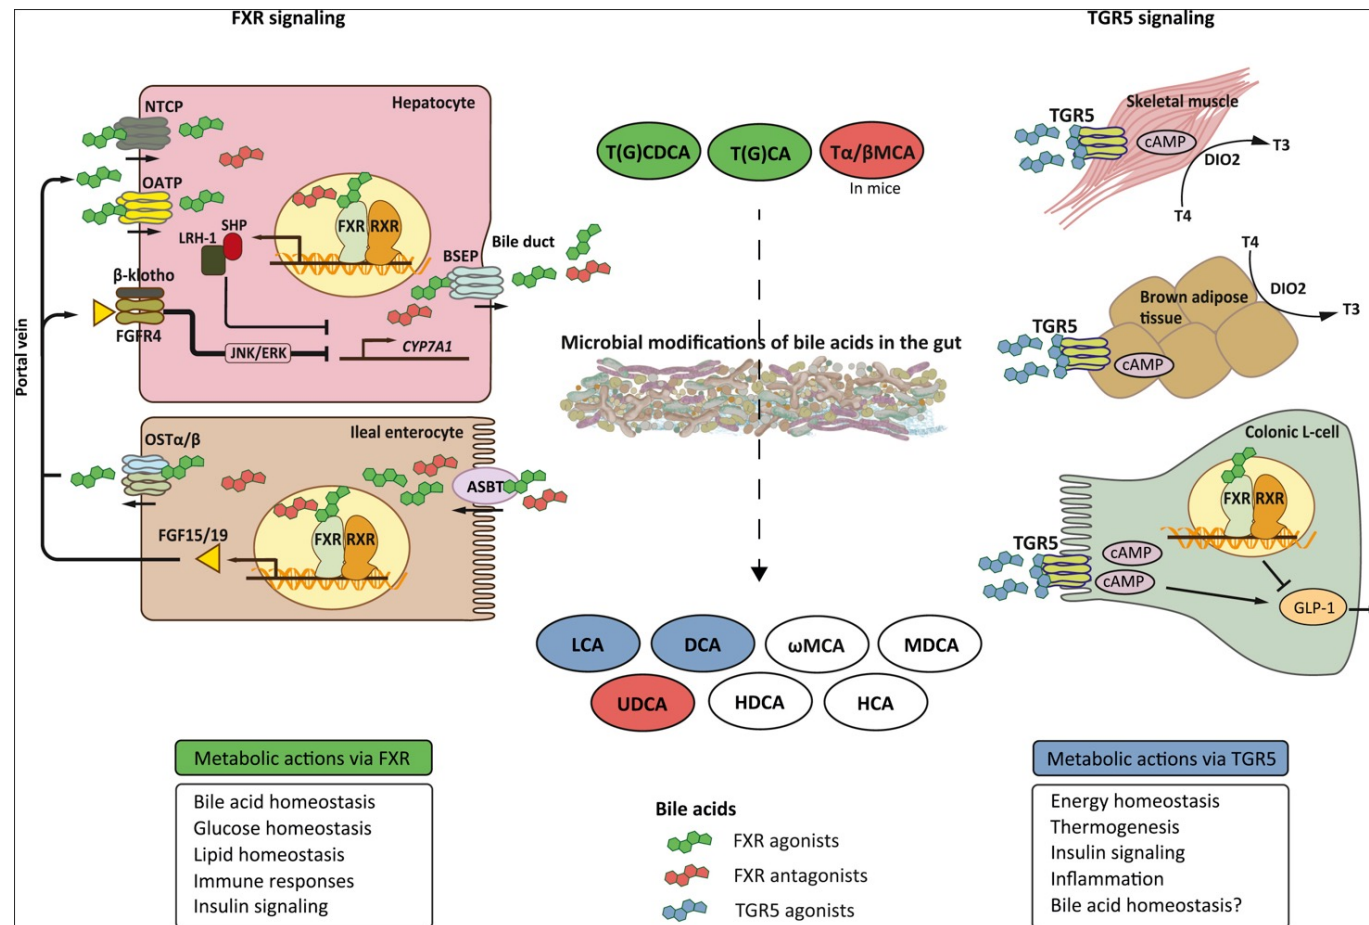 FXR signaling
TGR5 signaling
NTCP
Hepatocyte
OATP
FXR
RXR
SHP
LRH-1
β-klotho
FGFR4
JNK/ERK
CYP7A1
BSEP
Bile duct
Portal vein
OSTα/β
Ileal enterocyte
ASBT
FGF15/19
FXR
RXR
T(G)CDCA
T(G)CA
Tα/βMCA
In mice
Microbial modifications of bile acids in the gut
LCA
DCA
ωMCA
MDCA
UDCA
HDCA
HCA
TGR5
Skeletal muscle
cAMP
DIO2
T3
T4
T4
DIO2
T3
Brown adipose
tissue
TGR5
cAMP
Colonic L-cell
FXR
RXR
TGR5
cAMP
cAMP
GLP-1
Metabolic actions via FXR
Bile acid homeostasis
Glucose homeostasis
Lipid homeostasis
Immune responses
Insulin signaling
Bile acids
FXR agonists
FXR antagonists
TGR5 agonists
Metabolic actions via TGR5
Energy homeostasis
Thermogenesis
Insulin signaling
Inflammation
Bile acid homeostasis?